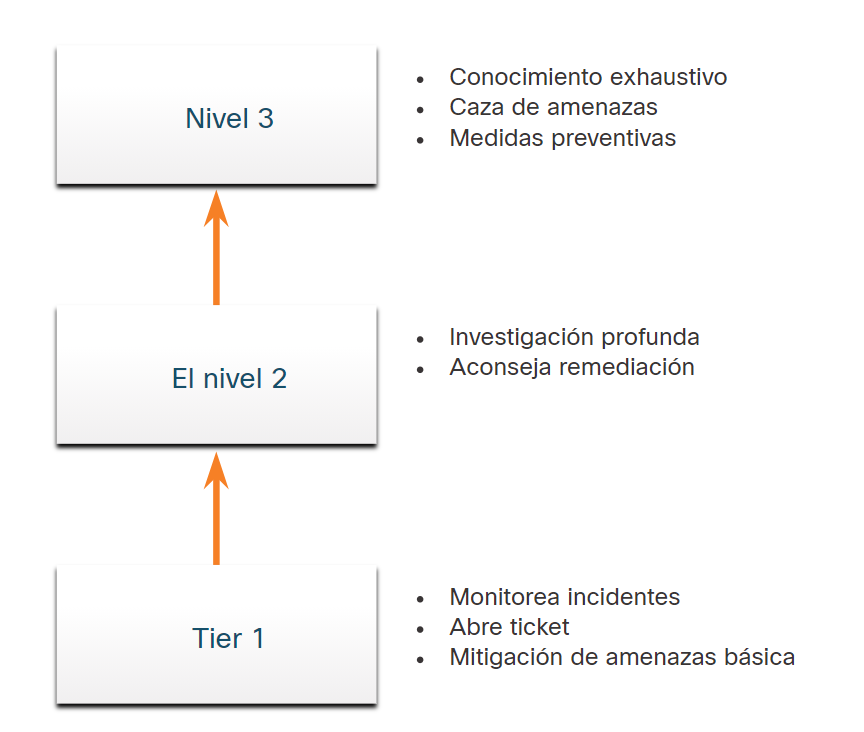 Nivel 3
• Conocimiento exhaustivo
• Caza de amenazas
• Medidas preventivas
El nivel 2
• Investigación profunda
• Aconseja remediación
Tier 1
• Monitorea incidentes
• Abre ticket
• Mitigación de amenazas básica